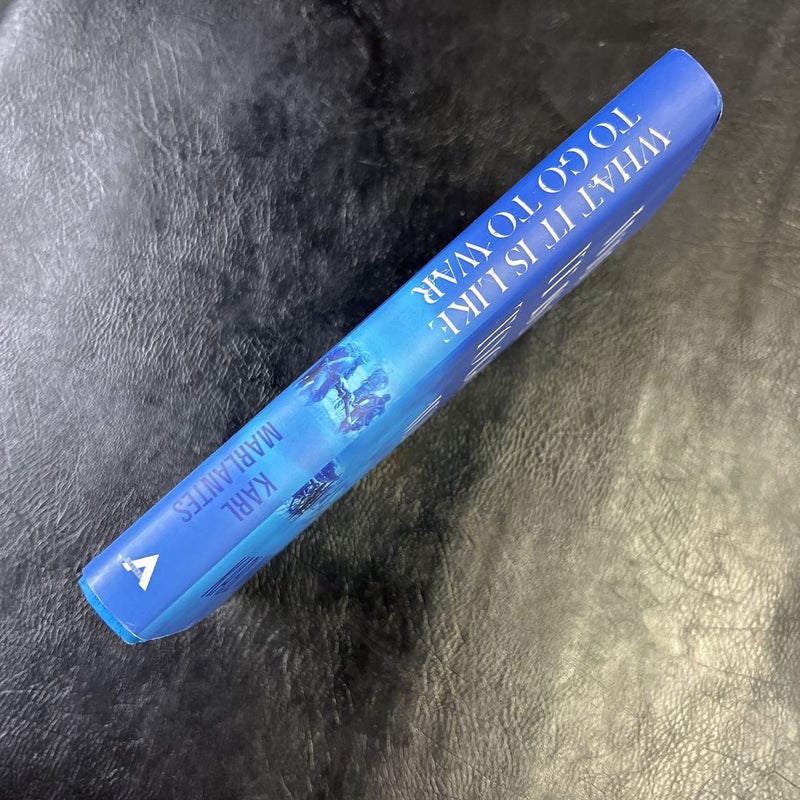 WHAT IT IS LIKE
TO GO TO WAR
KARL
MARLANTES